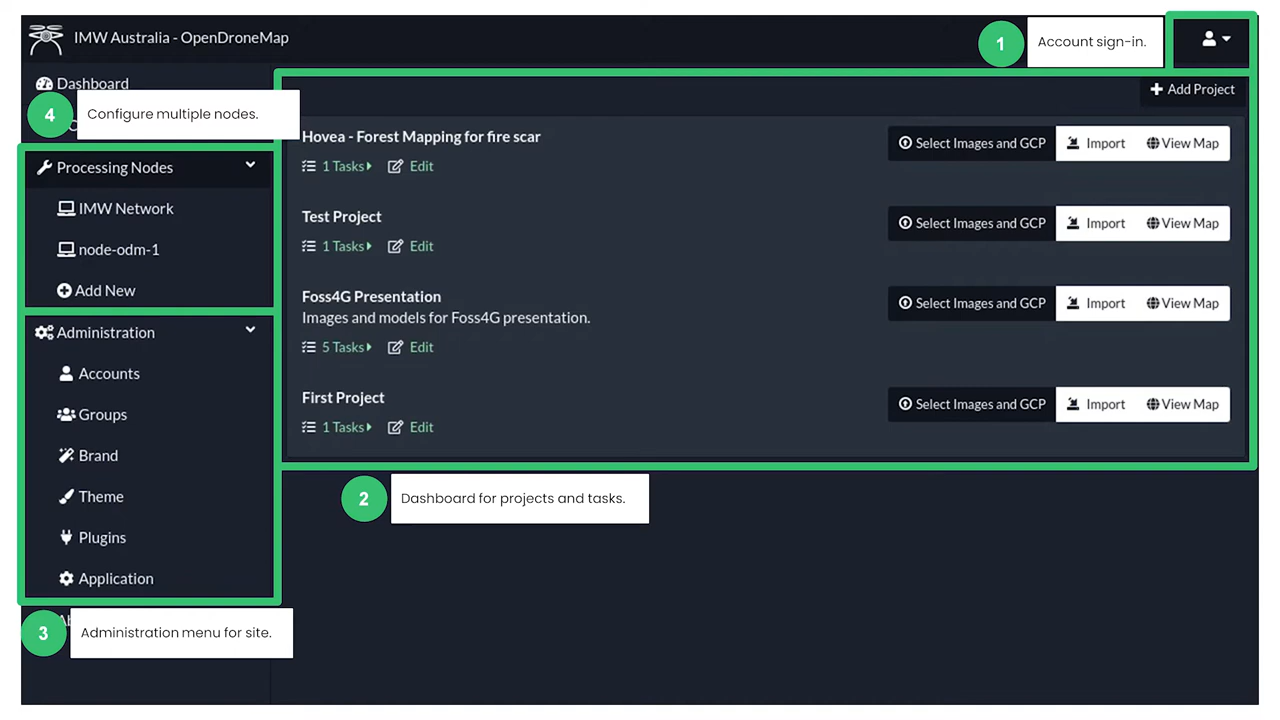 IMW Australia - OpenDroneMap
1
Account sign-in.
Dashboard
4
Configure multiple nodes.
Add Project
Processing Nodes
IMW Network
node-odm-1
Add New
Administration
Accounts
Groups
Brand
Theme
Plugins
Application
3
Administration menu for site.
Hovea - Forest Mapping for fire scar
1 Tasks Edit
Select Images and GCP Import View Map
Test Project
1 Tasks Edit
Select Images and GCP Import View Map
Foss4G Presentation
Images and models for Foss4G presentation.
5 Tasks Edit
Select Images and GCP Import View Map
First Project
1 Tasks Edit
Select Images and GCP Import View Map
2
Dashboard for projects and tasks.